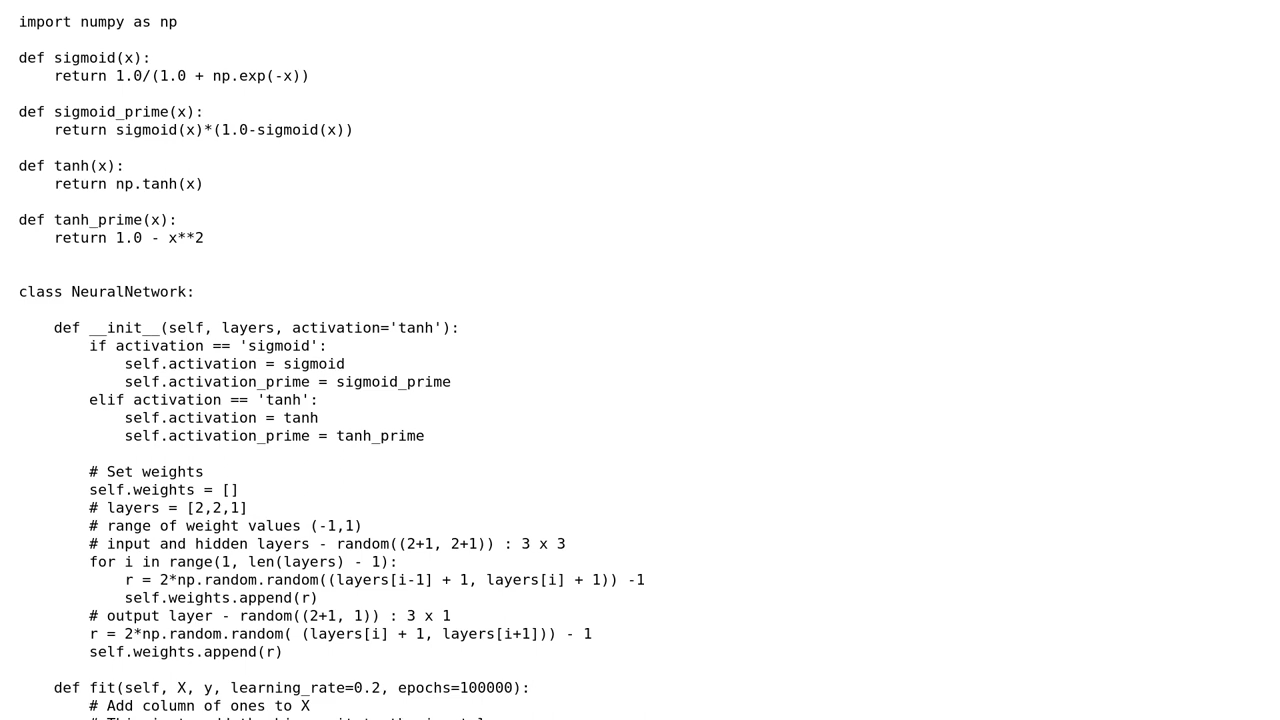 import numpy as np
def sigmoid(x):
    return 1.0/(1.0 + np.exp(-x))
def sigmoid_prime(x):
    return sigmoid(x)*(1.0-sigmoid(x))
def tanh(x):
    return np.tanh(x)
def tanh_prime(x):
    return 1.0 - x**2
class NeuralNetwork:
    def __init__(self, layers, activation='tanh'):
        if activation == 'sigmoid':
            self.activation = sigmoid
            self.activation_prime = sigmoid_prime
        elif activation == 'tanh':
            self.activation = tanh
            self.activation_prime = tanh_prime
        # Set weights
        self.weights = []
        # layers = [2,2,1]
        # range of weight values (-1,1)
        # input and hidden layers - random((2+1, 2+1)) : 3 x 3
        for i in range(1, len(layers) - 1):
            r = 2*np.random.random((layers[i-1] + 1, layers[i] + 1)) -1
            self.weights.append(r)
        # output layer - random((2+1, 1)) : 3 x 1
        r = 2*np.random.random( (layers[i] + 1, layers[i+1])) - 1
        self.weights.append(r)
    def fit(self, X, y, learning_rate=0.2, epochs=100000):
        # Add column of ones to X